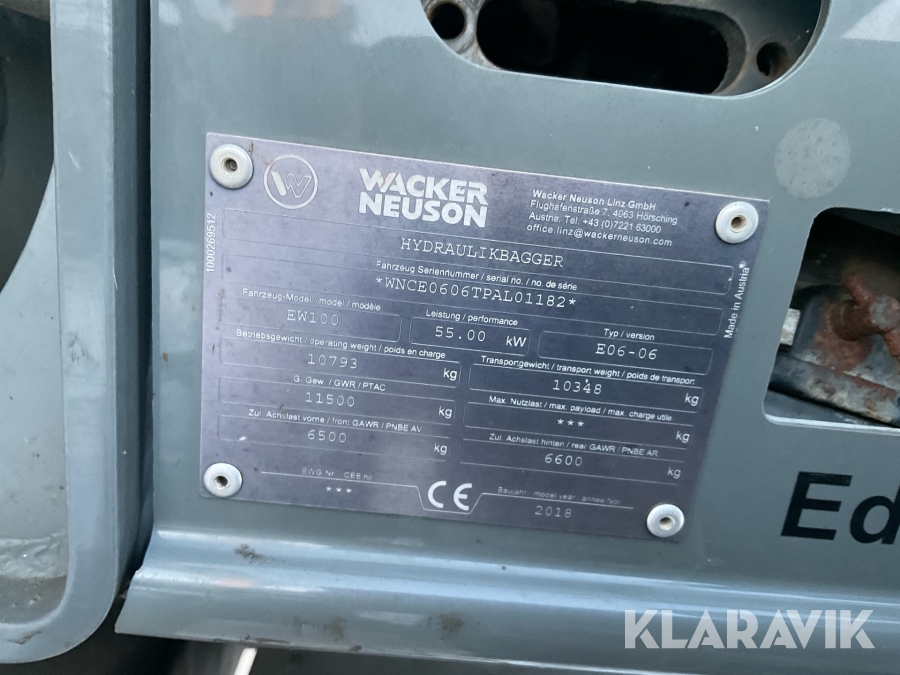 W
WACKER
NEUSON
Wacker Neuson Linz GmbH
Flughafenstraße 7, 4063 Hörsching
Austria, Tel. +43 (0)7221 63000
office.linz@wackerneuson.com
1000269512
HYDRAULIKBAGGER
Fahrzeug Seriennummer / serial no. / no. de série
*WNCE0606TPAL01182*
Fahrzeug-Model / model / modèle
EW100
Leistung / performance
55.00 kW
Typ / version
E06-06
Betriebsgewicht / operating weight / poids en charge
10793 kg
Transportgewicht / transport weight / poids de transport
10348 kg
G. Gew. / GWR / PTAC
11500 kg
Max. Nutzlast / max. payload / max. charge utile
*** kg
Zul. Achslast vorne / front GAWR / PNBE AV
6500 kg
Zul. Achslast hinten / rear GAWR / PNBE AR
6600 kg
EWG Nr.
***
CE
Baujahr model year
2018
Made in Austria
Ed
KLARAVIK